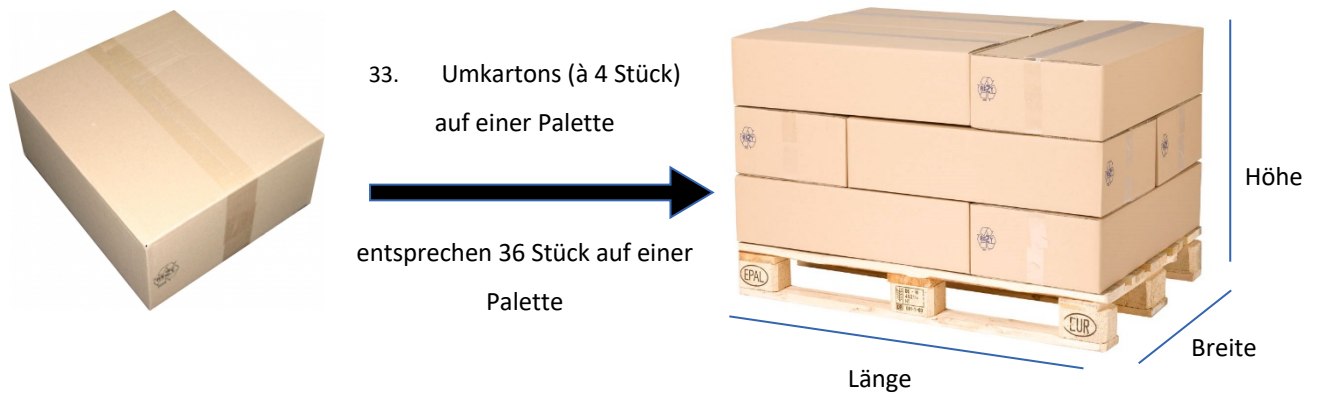 33. Umkartons (à 4 Stück)
auf einer Palette
entsprechen 36 Stück auf einer
Palette
Höhe
Breite
Länge
EPAL
EUR